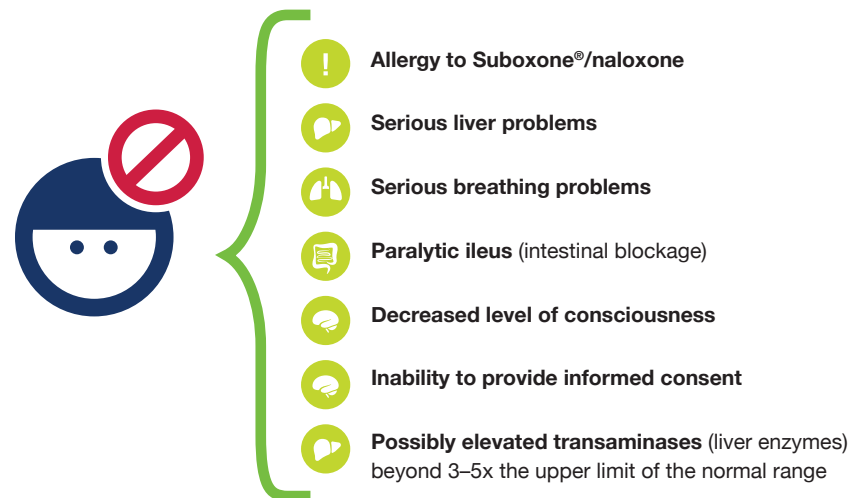 Allergy to Suboxone®/naloxone
Serious liver problems
Serious breathing problems
Paralytic ileus (intestinal blockage)
Decreased level of consciousness
Inability to provide informed consent
Possibly elevated transaminases (liver enzymes)
beyond 3–5x the upper limit of the normal range